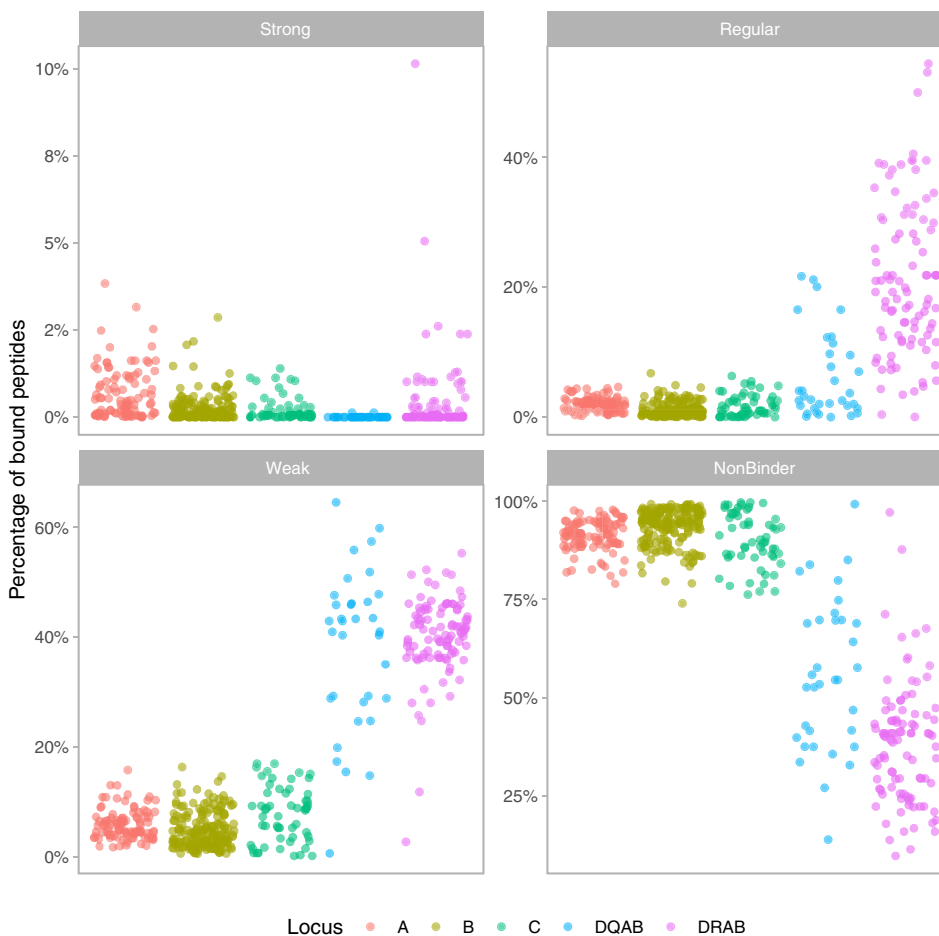 Strong
Regular
10%
8%
5%
2%
0%
40%
20%
0%
Percentage of bound peptides
Weak
NonBinder
60%
40%
20%
0%
100%
75%
50%
25%
Locus A B C DQAB DRAB